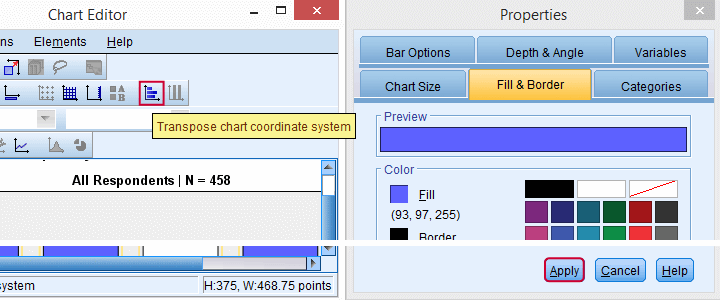 Chart Editor
ns Elements Help
A
B
Transpose chart coordinate system
All Respondents | N = 458
system
H:375, W:468.75 points
Properties
Bar Options Depth & Angle Variables
Chart Size Fill & Border Categories
Preview
Color
Fill
(93, 97, 255)
Border
Apply Cancel Help